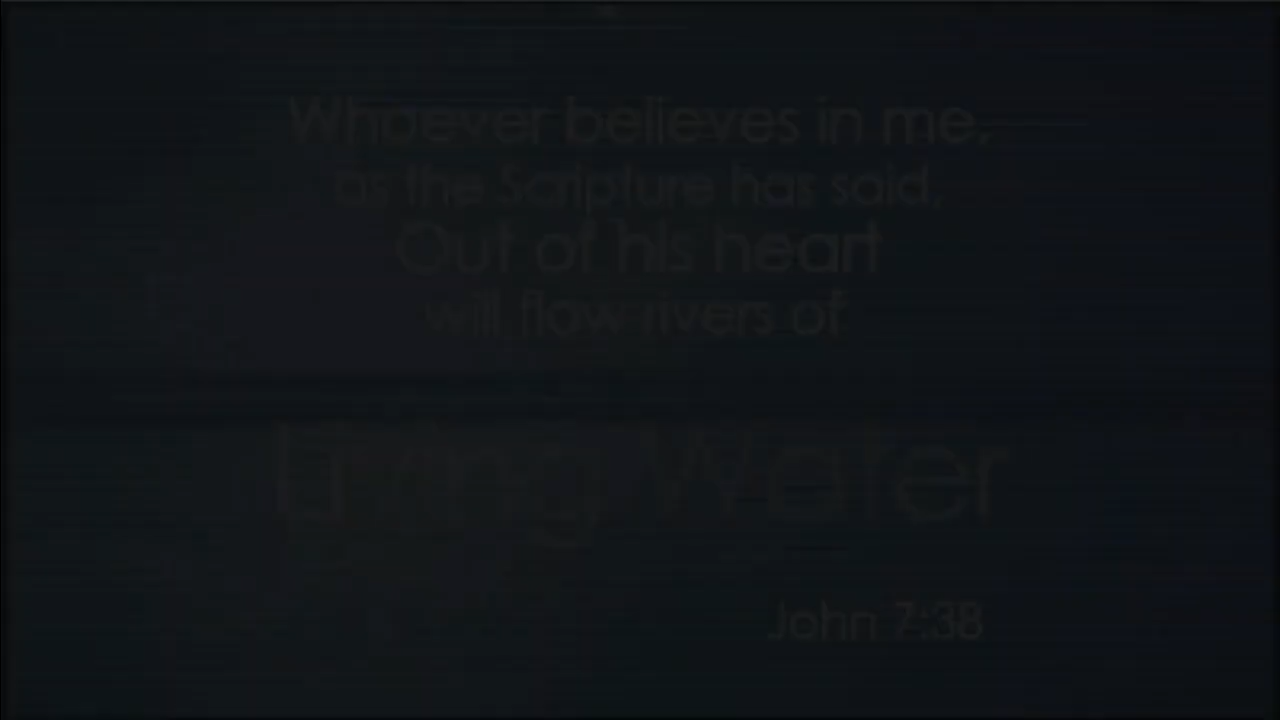 Whoever believes in me,
as the Scripture has said,
Out of his heart
will flow rivers of
Living Water
John 7:38